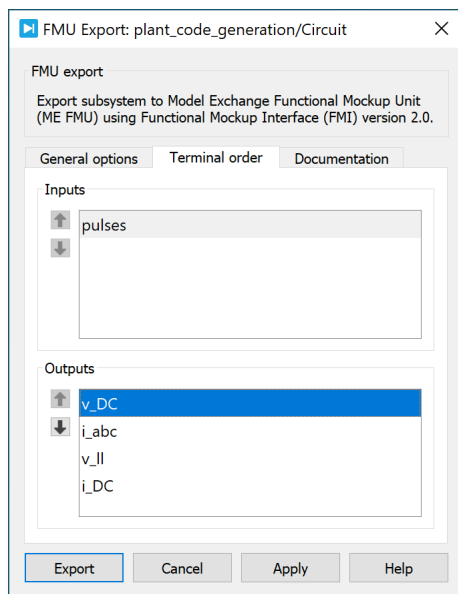 FMU Export: plant_code_generation/Circuit
FMU export
Export subsystem to Model Exchange Functional Mockup Unit
(ME FMU) using Functional Mockup Interface (FMI) version 2.0.
General options Terminal order Documentation
Inputs
pulses
Outputs
v_DC
i_abc
v_ll
i_DC
Export Cancel Apply Help